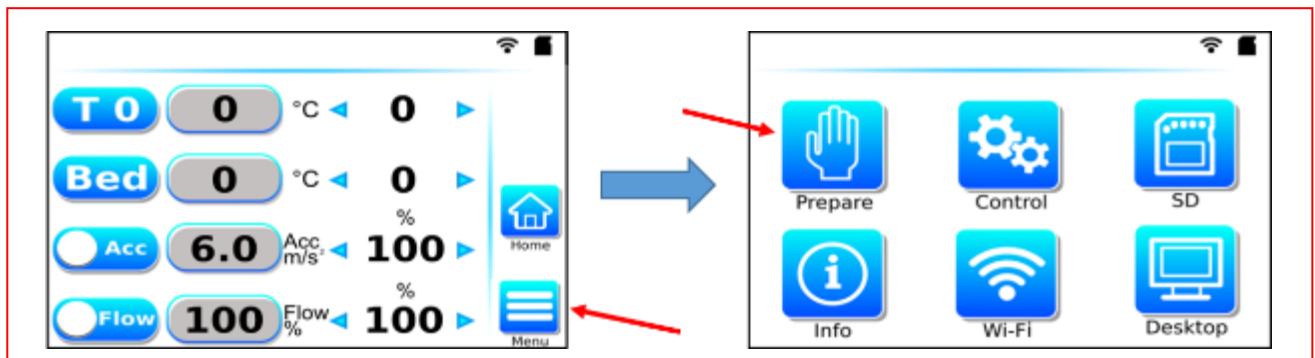 T 0 0 °C 0
Bed 0 °C 0
%
Acc 6.0 Acc. m/s² 100
%
Flow 100 Flow % 100
Home
Menu
Prepare Control SD
Info Wi-Fi Desktop